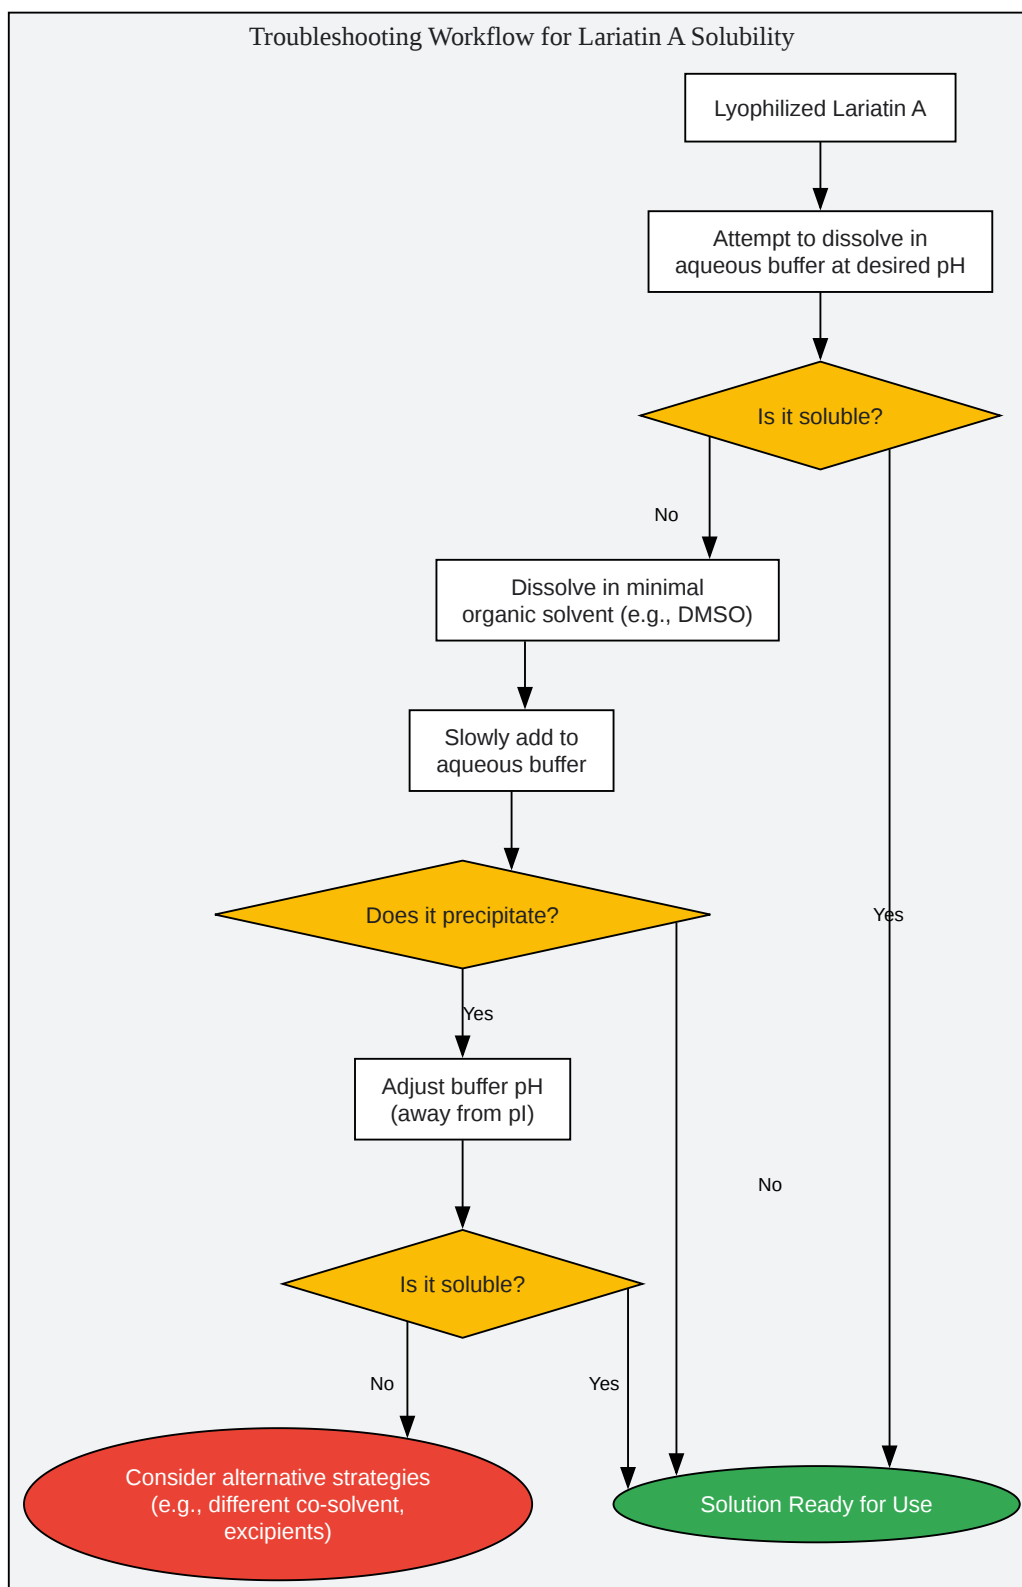 Troubleshooting Workflow for Lariatin A Solubility
Lyophilized Lariatin A
Attempt to dissolve in
aqueous buffer at desired pH
Is it soluble?
No
Dissolve in minimal
organic solvent (e.g., DMSO)
Slowly add to
aqueous buffer
Does it precipitate?
Yes
Yes
Adjust buffer pH
(away from pI)
No
Is it soluble?
No
Yes
Consider alternative strategies
(e.g., different co-solvent,
excipients)
Solution Ready for Use